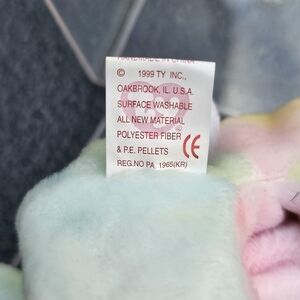 HANDMADE IN CHINA
© 1999 TY INC.,
OAKBROOK, IL. U.S.A.
SURFACE WASHABLE
ALL NEW MATERIAL
POLYESTER FIBER
& P.E. PELLETS CE
REG.NO PA. 1965(KR)